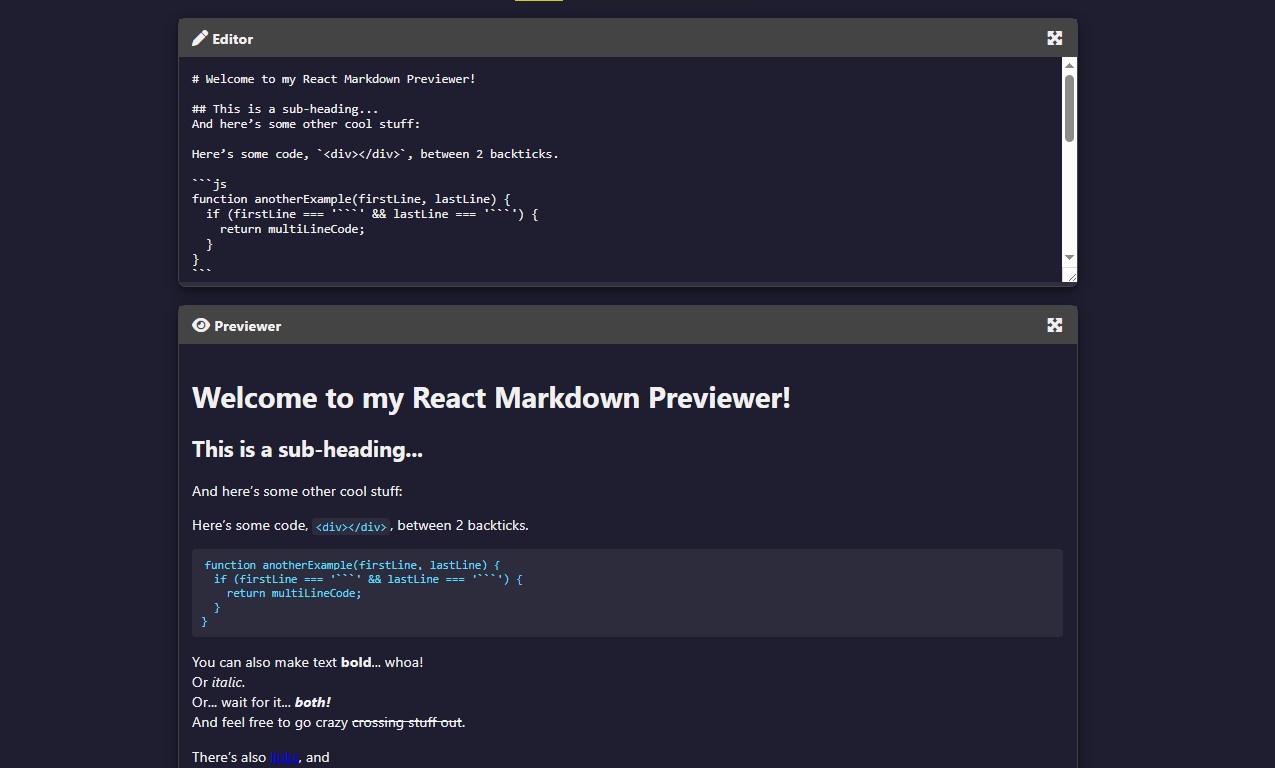 Editor
# Welcome to my React Markdown Previewer!
## This is a sub-heading...
And here’s some other cool stuff:
Here’s some code, `<div></div>`, between 2 backticks.
```js
function anotherExample(firstLine, lastLine) {
  if (firstLine === '```' && lastLine === '```') {
    return multiLineCode;
  }
}
```
Previewer
Welcome to my React Markdown Previewer!
This is a sub-heading...
And here’s some other cool stuff:
Here’s some code, <div></div>, between 2 backticks.
function anotherExample(firstLine, lastLine) {
  if (firstLine === '```' && lastLine === '```') {
    return multiLineCode;
  }
}
You can also make text bold... whoa!
Or italic.
Or... wait for it... both!
And feel free to go crazy crossing stuff out.
There’s also links, and